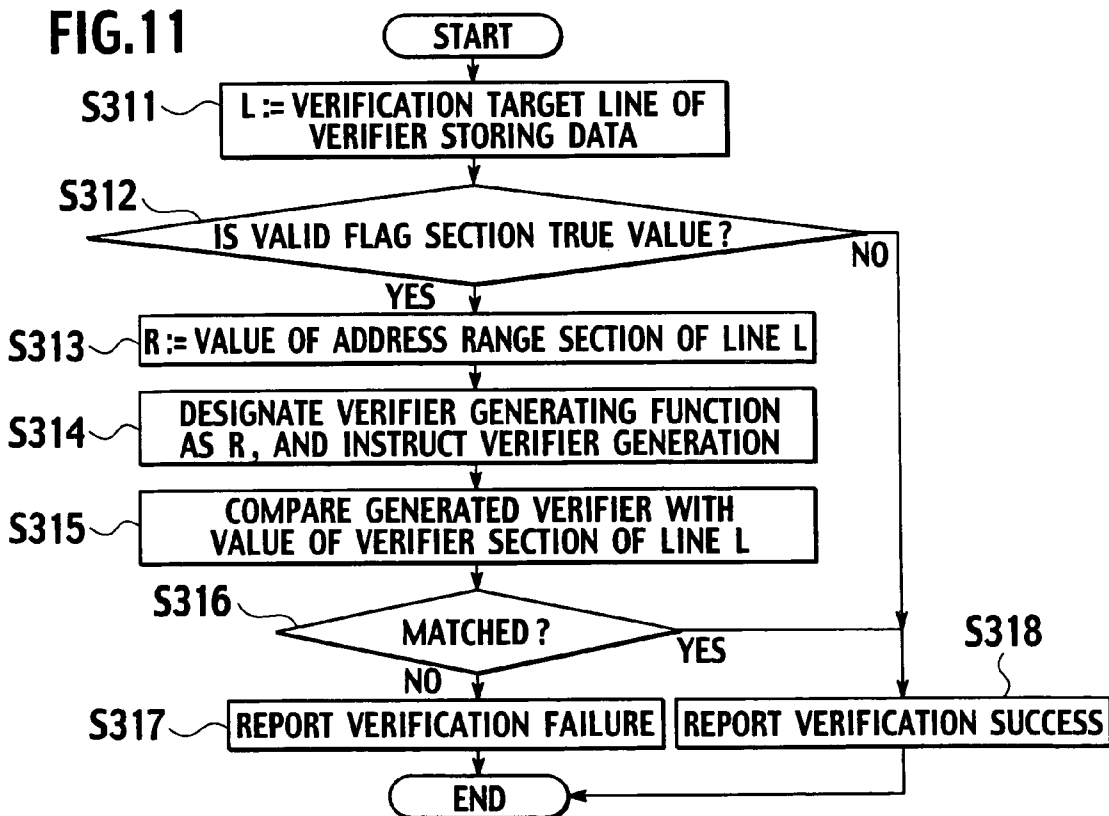 FIG.11
START
S311
L := VERIFICATION TARGET LINE OF
VERIFIER STORING DATA
S312
IS VALID FLAG SECTION TRUE VALUE ?
NO
YES
S313
R := VALUE OF ADDRESS RANGE SECTION OF LINE L
S314
DESIGNATE VERIFIER GENERATING FUNCTION
AS R, AND INSTRUCT VERIFIER GENERATION
S315
COMPARE GENERATED VERIFIER WITH
VALUE OF VERIFIER SECTION OF LINE L
S316
MATCHED ?
YES
NO
S318
S317
REPORT VERIFICATION FAILURE
REPORT VERIFICATION SUCCESS
END